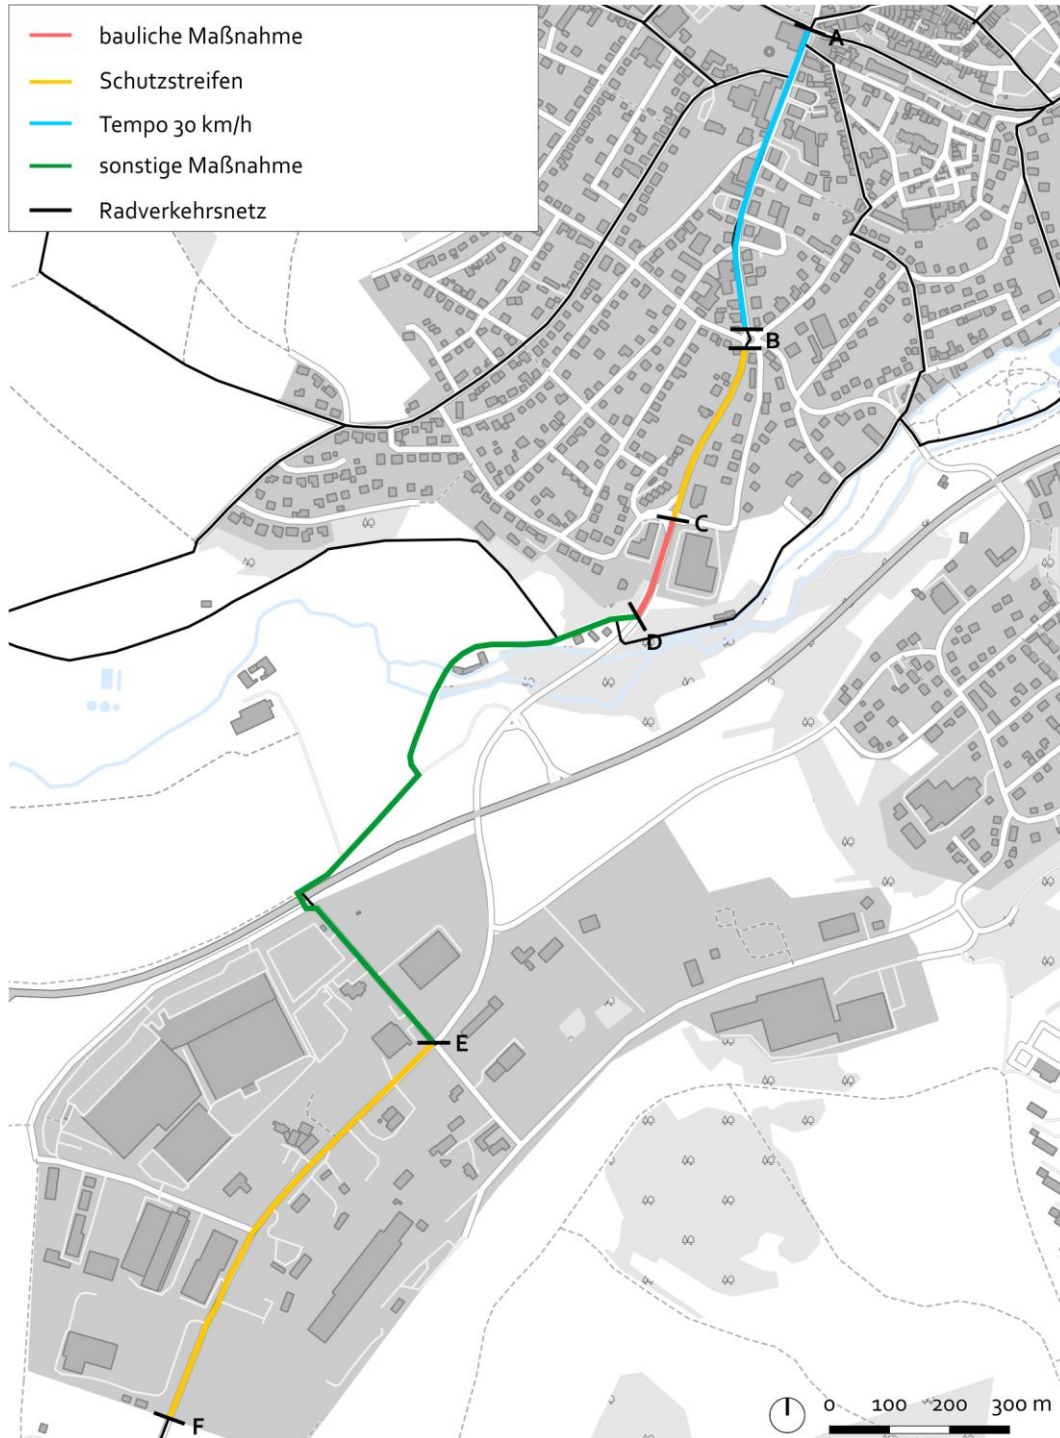 bauliche Maßnahme
Schutzstreifen
Tempo 30 km/h
sonstige Maßnahme
Radverkehrsnetz
A
B
C
D
E
F
0 100 200 300 m